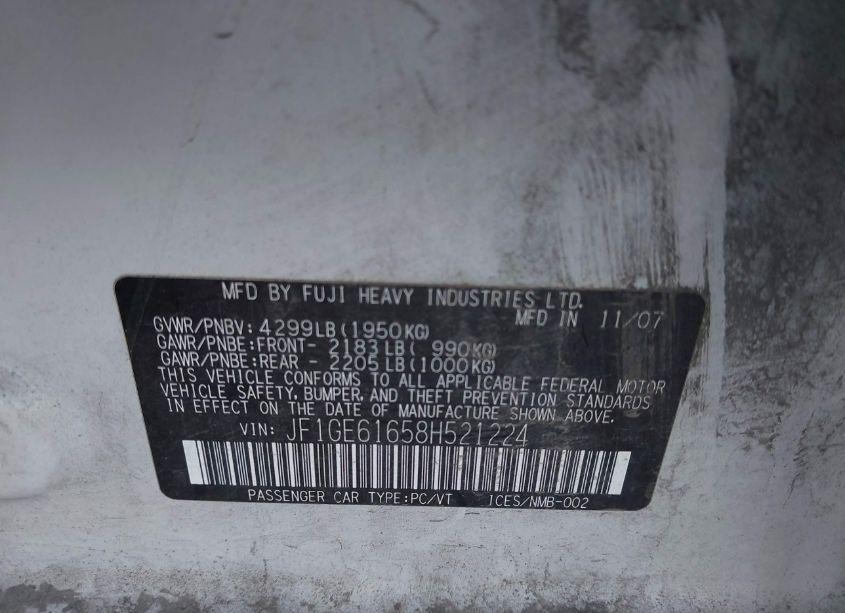 MFD BY FUJI HEAVY INDUSTRIES LTD.
MFD IN 11/07
GVWR/PNBV: 4299LB(1950KG)
GAWR/PNBE:FRONT- 2183LB( 990KG)
GAWR/PNBE:REAR - 2205LB(1000KG)
THIS VEHICLE CONFORMS TO ALL APPLICABLE FEDERAL MOTOR
VEHICLE SAFETY, BUMPER, AND THEFT PREVENTION STANDARDS
IN EFFECT ON THE DATE OF MANUFACTURE SHOWN ABOVE.
VIN: JF1GE61658H521224
PASSENGER CAR TYPE:PC/VT ICES/NMB-002